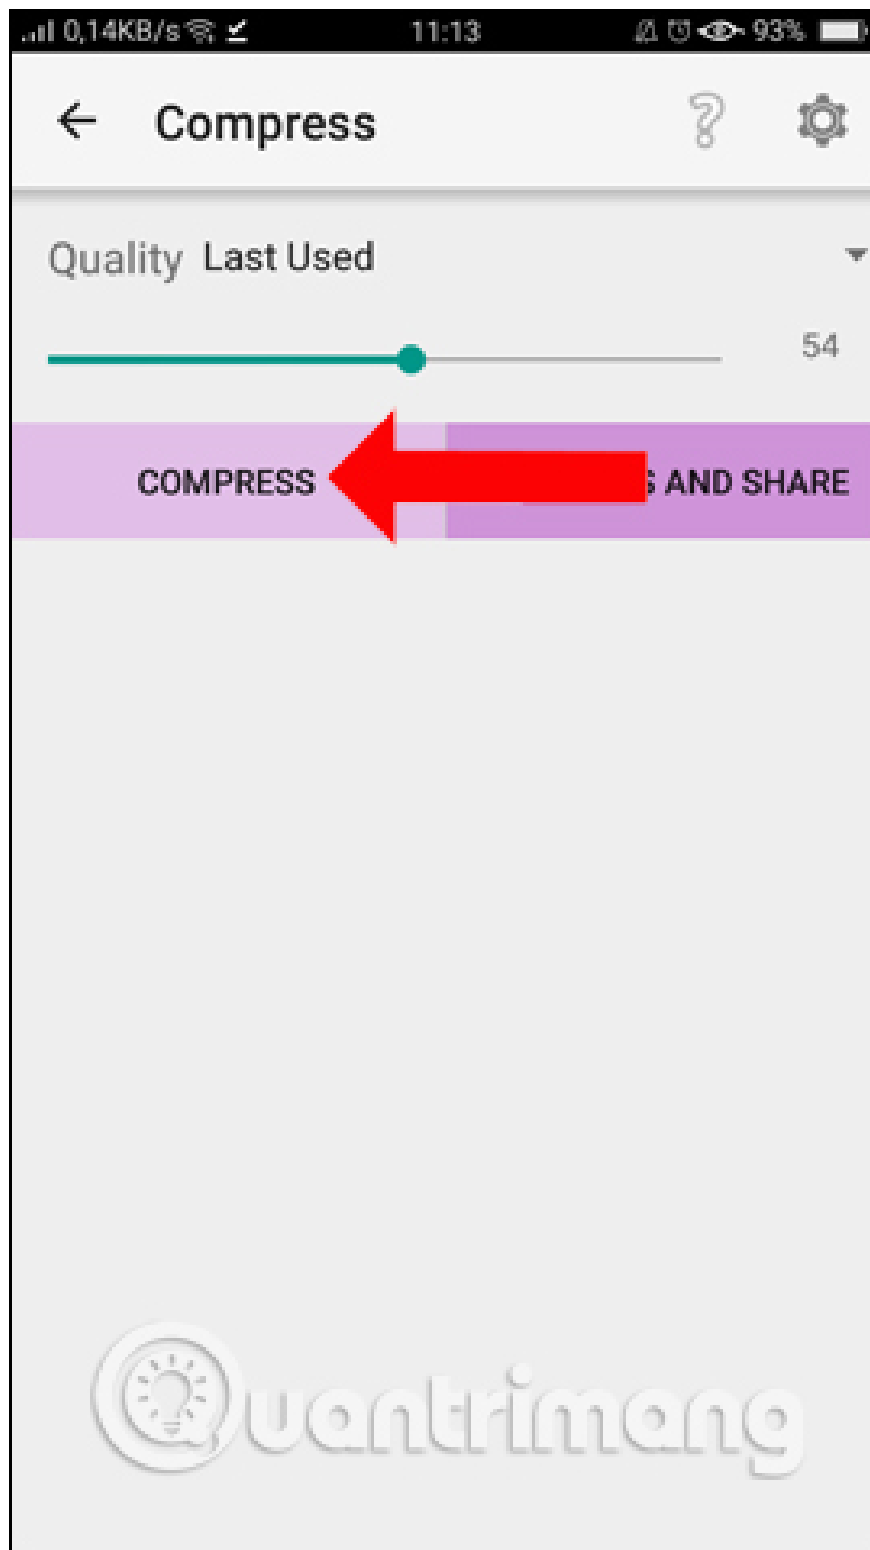 0,14KB/s 11:13 93%
Compress
Quality Last Used
54
COMPRESS AND SHARE
Quantrimang